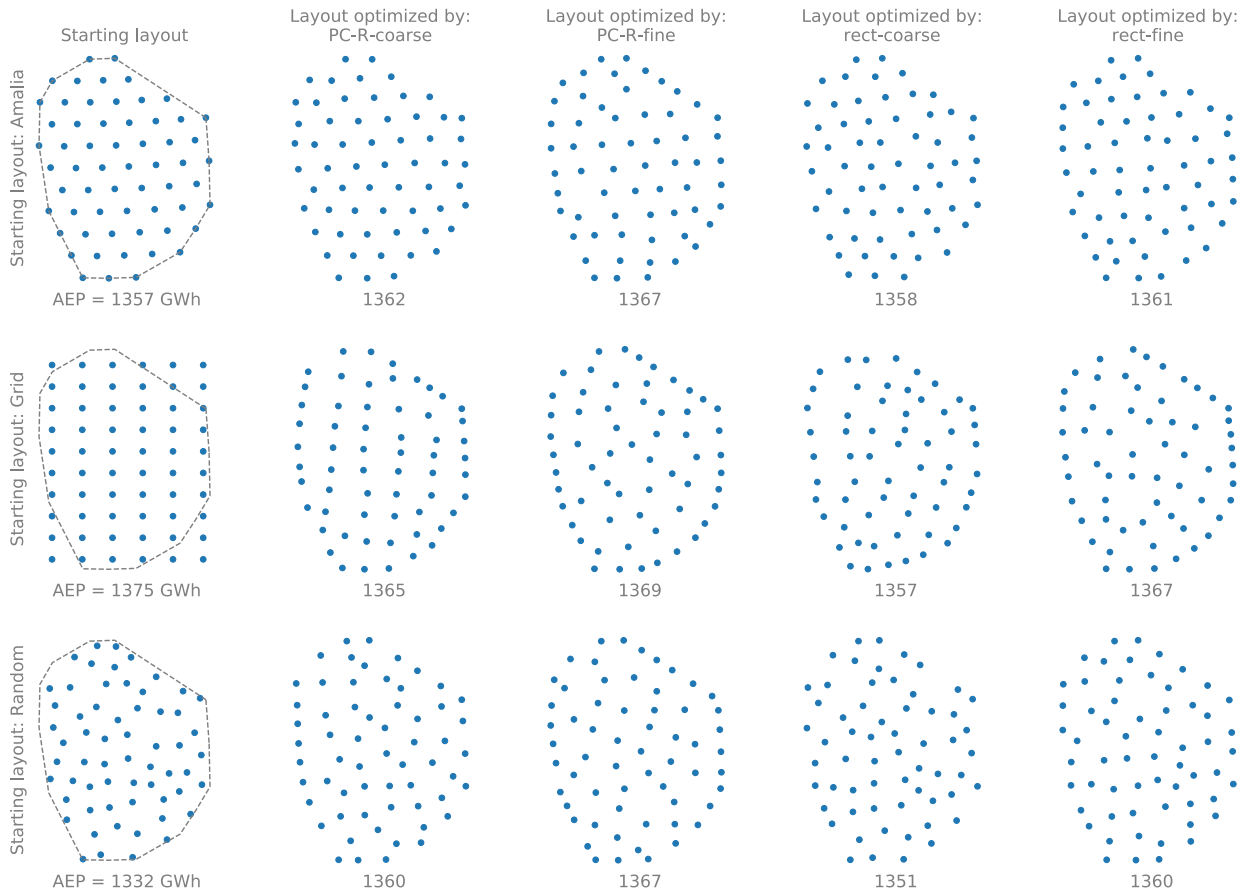 Starting layout
Layout optimized by:
PC-R-coarse
Layout optimized by:
PC-R-fine
Layout optimized by:
rect-coarse
Layout optimized by:
rect-fine
Starting layout: Amalia
AEP = 1357 GWh
1362
1367
1358
1361
Starting layout: Grid
AEP = 1375 GWh
1365
1369
1357
1367
Starting layout: Random
AEP = 1332 GWh
1360
1367
1351
1360